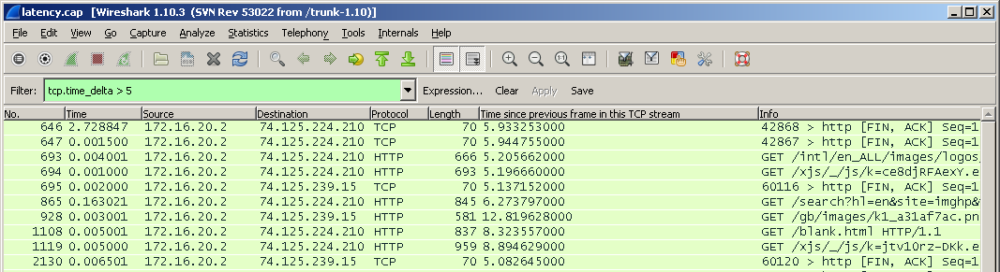 latency.cap [Wireshark 1.10.3 (SVN Rev 53022 from /trunk-1.10)]
File Edit View Go Capture Analyze Statistics Telephony Tools Internals Help
Filter: tcp.time_delta > 5 Expression... Clear Apply Save
No. Time Source Destination Protocol Length Time since previous frame in this TCP stream Info
646 2.728847 172.16.20.2 74.125.224.210 TCP 70 5.933253000 42868 > http [FIN, ACK] Seq=1
647 0.001500 172.16.20.2 74.125.224.210 TCP 70 5.944755000 42867 > http [FIN, ACK] Seq=1
693 0.004001 172.16.20.2 74.125.224.210 HTTP 666 5.205662000 GET /intl/en_ALL/images/logos/
694 0.001000 172.16.20.2 74.125.224.210 HTTP 693 5.196660000 GET /xjs/_/js/k=ce8djRFAexY.e
695 0.002000 172.16.20.2 74.125.239.15 TCP 70 5.137152000 60116 > http [FIN, ACK] Seq=1
865 0.163021 172.16.20.2 74.125.224.210 HTTP 845 6.273797000 GET /search?hl=en&site=imghp&
928 0.003001 172.16.20.2 74.125.239.15 HTTP 581 12.819628000 GET /gb/images/k1_a31af7ac.pn
1108 0.005001 172.16.20.2 74.125.224.210 HTTP 837 8.323557000 GET /blank.html HTTP/1.1
1119 0.005000 172.16.20.2 74.125.224.210 HTTP 959 8.894629000 GET /xjs/_/js/k=jtv10rz-DKk.e
2130 0.006501 172.16.20.2 74.125.239.15 TCP 70 5.082645000 60120 > http [FIN, ACK] Seq=1